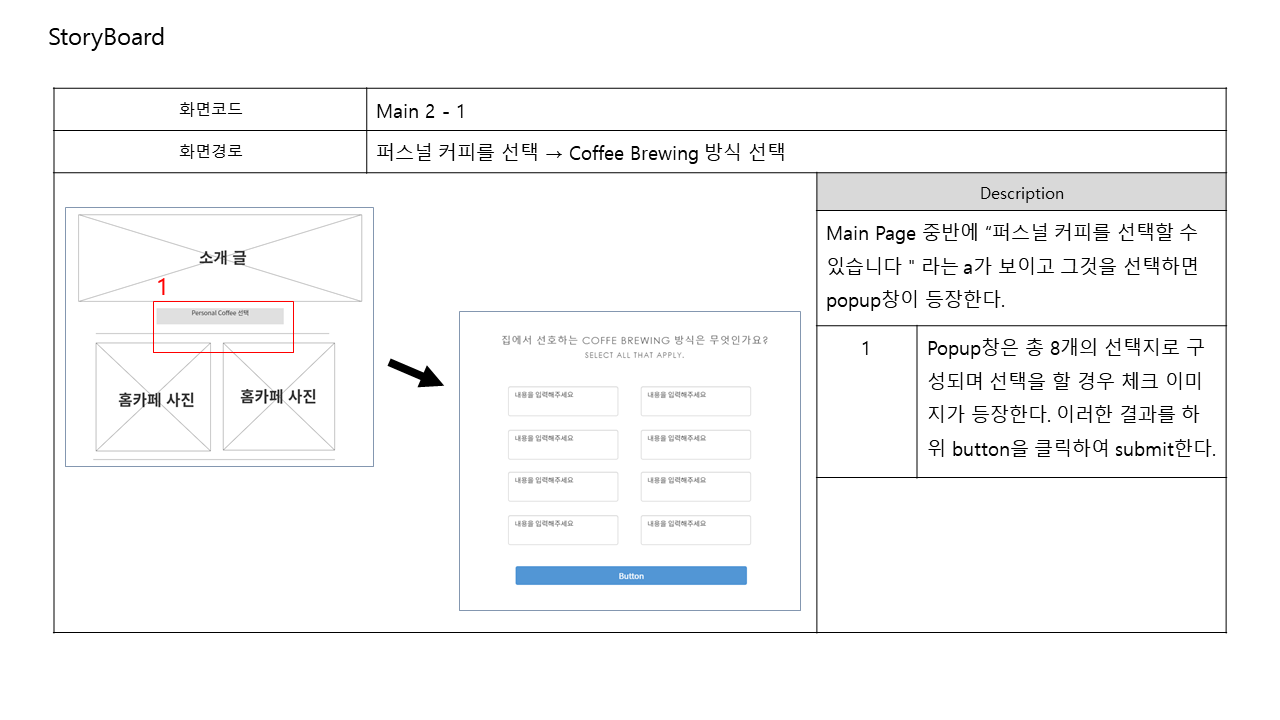 StoryBoard
화면코드
Main 2 - 1
화면경로
퍼스널 커피를 선택 → Coffee Brewing 방식 선택
소개 글
1
Personal Coffee 선택
홈카페 사진
홈카페 사진
집에서 선호하는 COFFE BREWING 방식은 무엇인가요?
SELECT ALL THAT APPLY.
내용을 입력해주세요
내용을 입력해주세요
내용을 입력해주세요
내용을 입력해주세요
내용을 입력해주세요
내용을 입력해주세요
내용을 입력해주세요
내용을 입력해주세요
Button
Description
Main Page 중반에 “퍼스널 커피를 선택할 수
있습니다 " 라는 a가 보이고 그것을 선택하면
popup창이 등장한다.
1
Popup창은 총 8개의 선택지로 구
성되며 선택을 할 경우 체크 이미
지가 등장한다. 이러한 결과를 하
위 button을 클릭하여 submit한다.